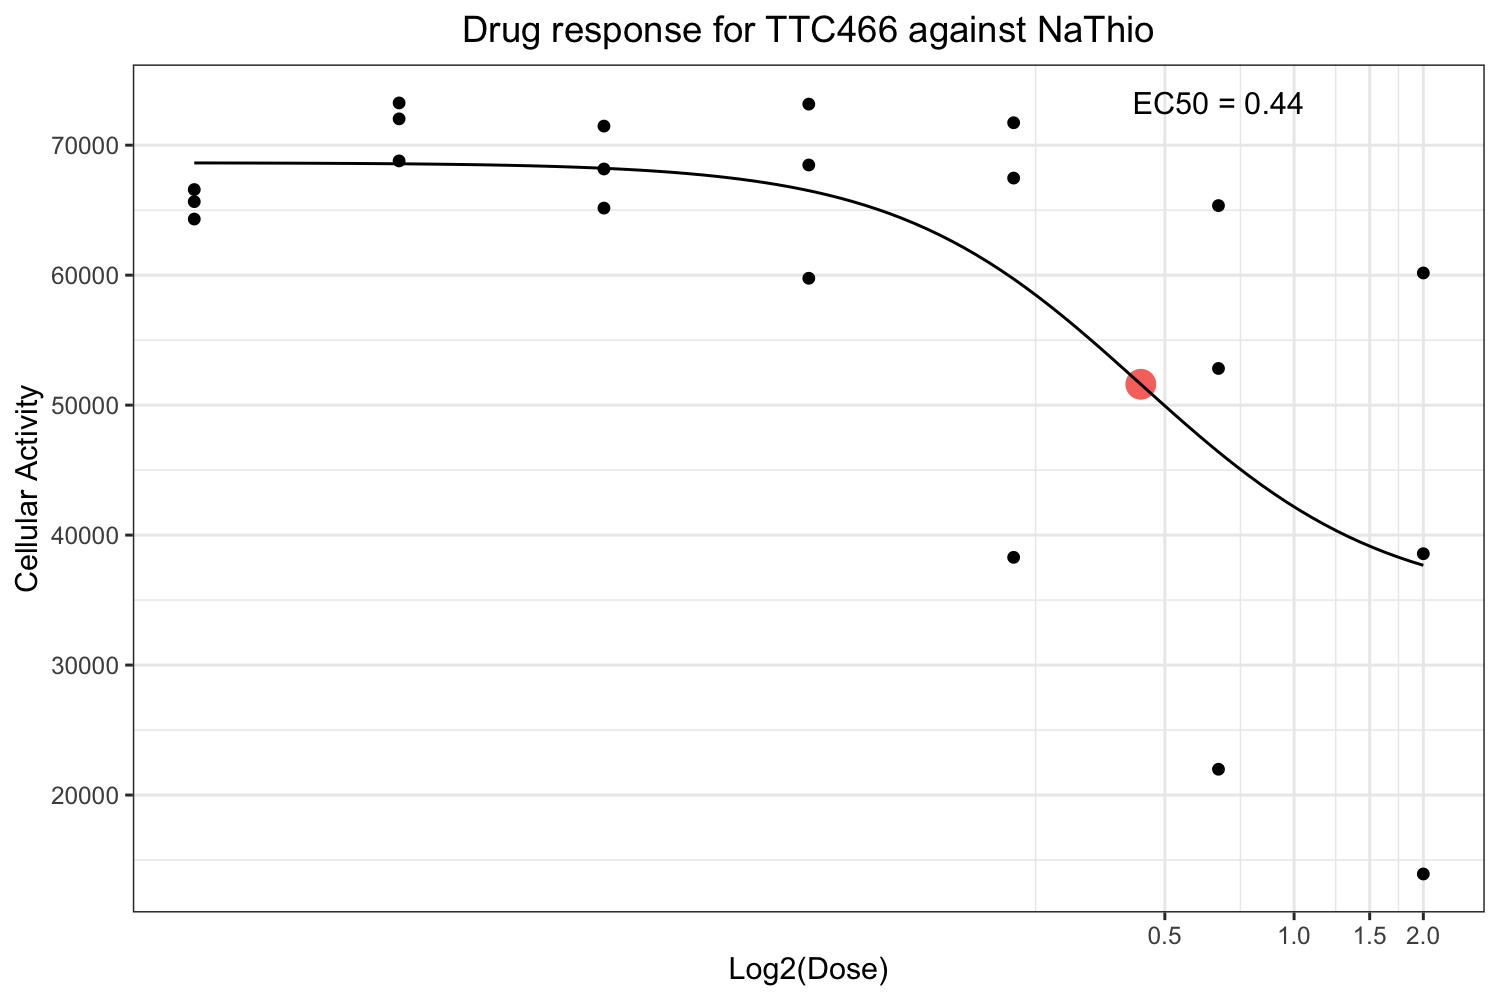 Drug response for TTC466 against NaThio
EC50 = 0.44
70000
60000
50000
40000
30000
20000
Cellular Activity
0.5 1.0 1.5 2.0
Log2(Dose)